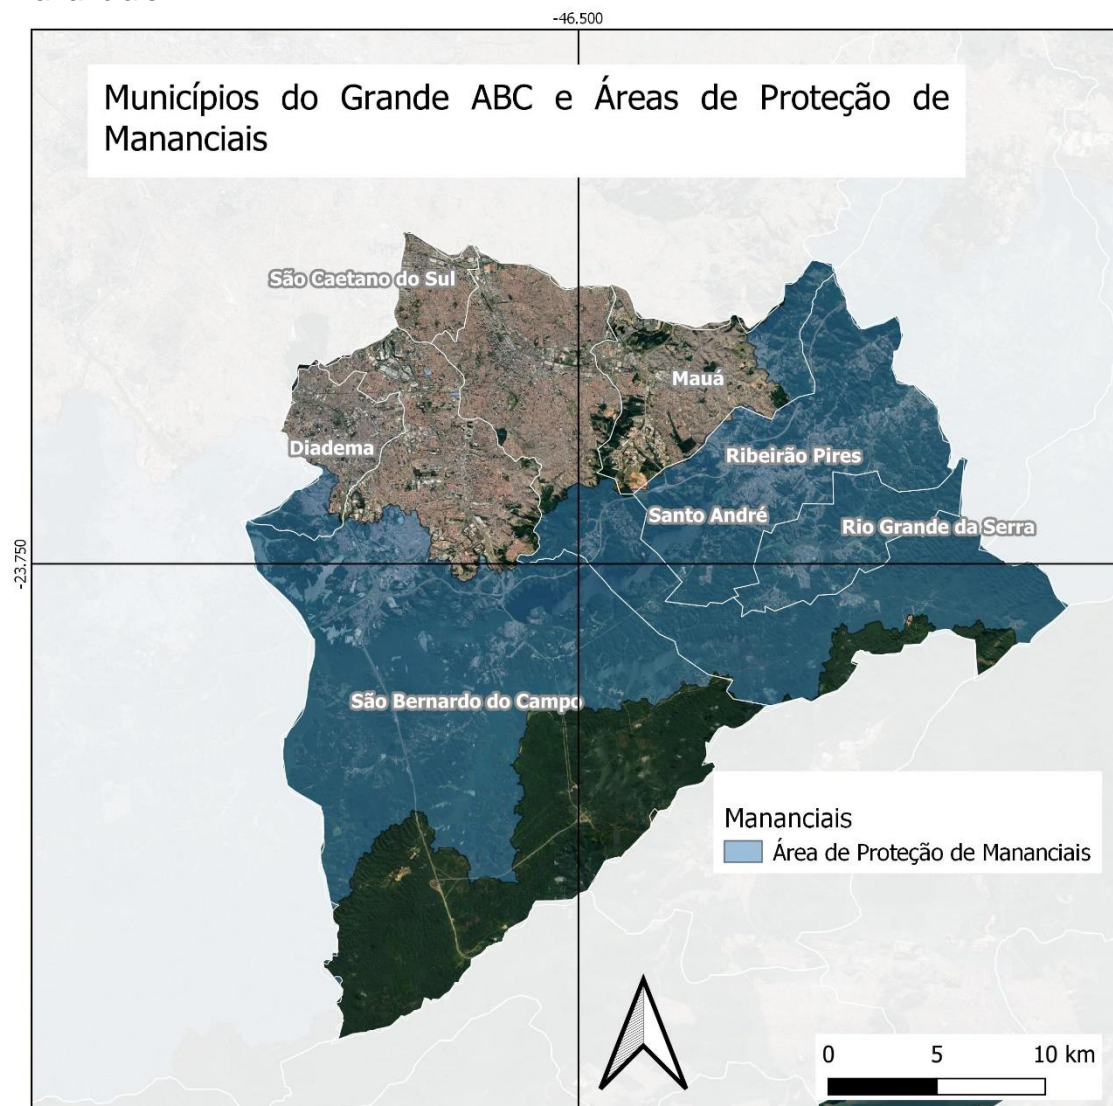 -46.500
Municípios do Grande ABC e Áreas de Proteção de
Mananciais
São Caetano do Sul
Mauá
Diadema
Ribeirão Pires
Santo André
Rio Grande da Serra
-23.750
São Bernardo do Campo
Mananciais
Área de Proteção de Mananciais
0 5 10 km